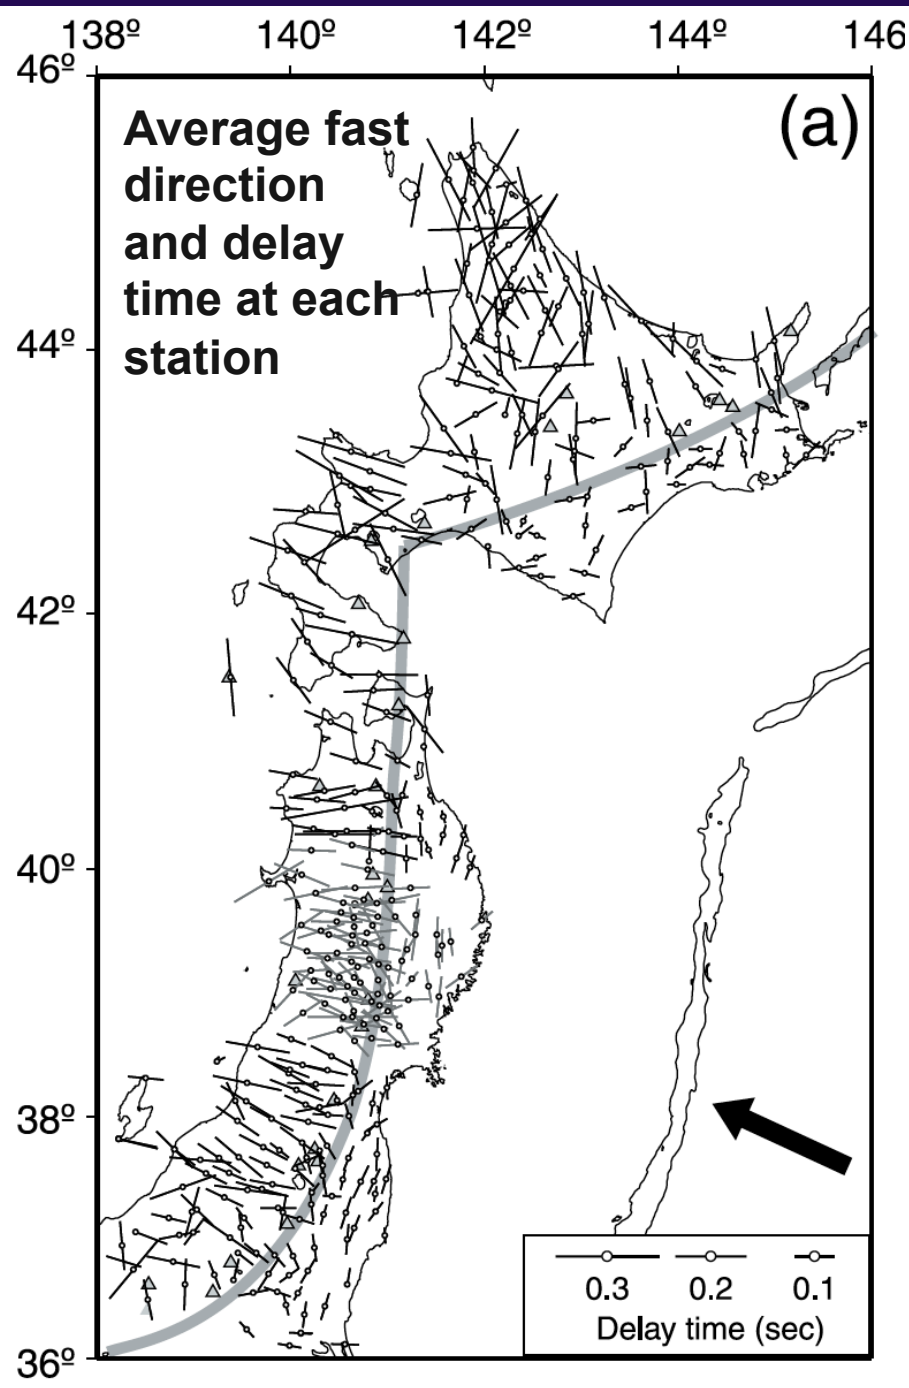 138º 140º 142º 144º 146
46º
(a)
Average fast
direction
and delay
time at each
station
44º
42º
40º
38º
36º
0.3 0.2 0.1
Delay time (sec)